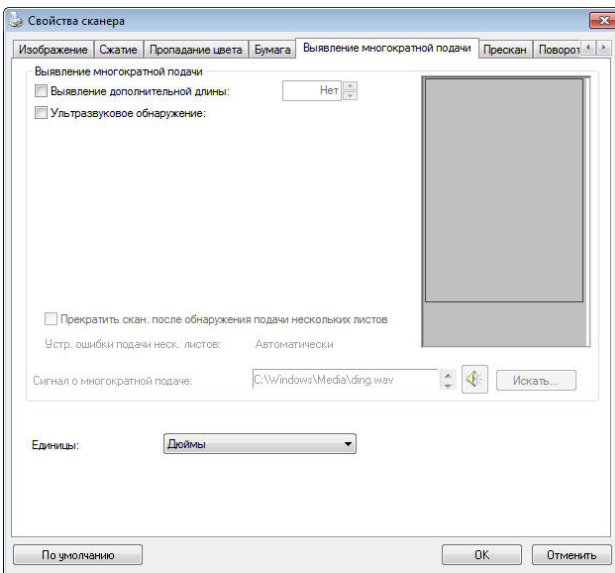 Свойства сканера
Изображение Сжатие Пропадание цвета Бумага Выявление многократной подачи Прескан Поворот
Выявление многократной подачи
Выявление дополнительной длины: Нет
Ультразвуковое обнаружение:
Прекратить скан. после обнаружения подачи нескольких листов
Устр. ошибки подачи неск. листов: Автоматически
Сигнал о многократной подаче: C:\Windows\Media\ding.wav Искать...
Единицы: Дюймы
По умолчанию OK Отменить